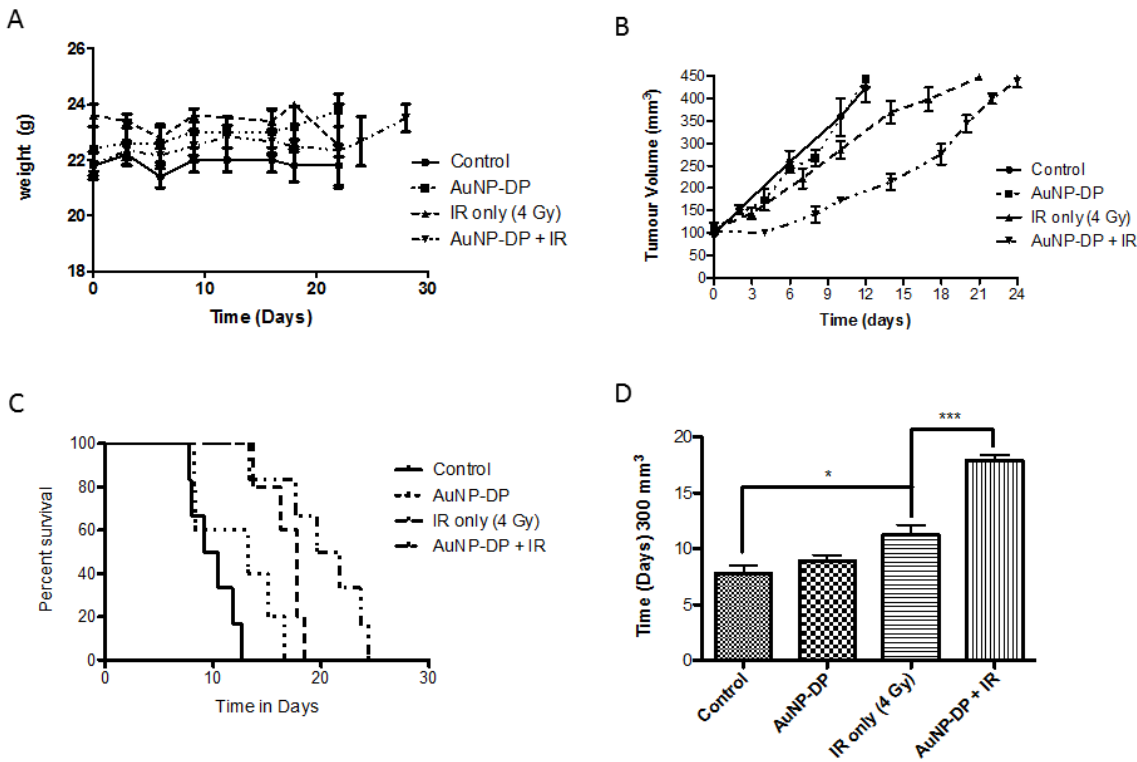 A
26
24
22
20
18
weight (g)
0
10
20
30
Time (Days)
Control
AuNP-DP
IR only (4 Gy)
AuNP-DP + IR
B
450
400
350
300
250
200
150
100
50
0
Tumour Volume (mm³)
0
3
6
9
12
15
18
21
24
Time (days)
Control
AuNP-DP
IR only (4 Gy)
AuNP-DP + IR
C
100
80
60
40
20
0
Percent survival
0
10
20
30
Time in Days
Control
AuNP-DP
IR only (4 Gy)
AuNP-DP + IR
D
20
15
10
5
0
Time (Days) 300 mm³
*
***
Control
AuNP-DP
IR only (4 Gy)
AuNP-DP + IR